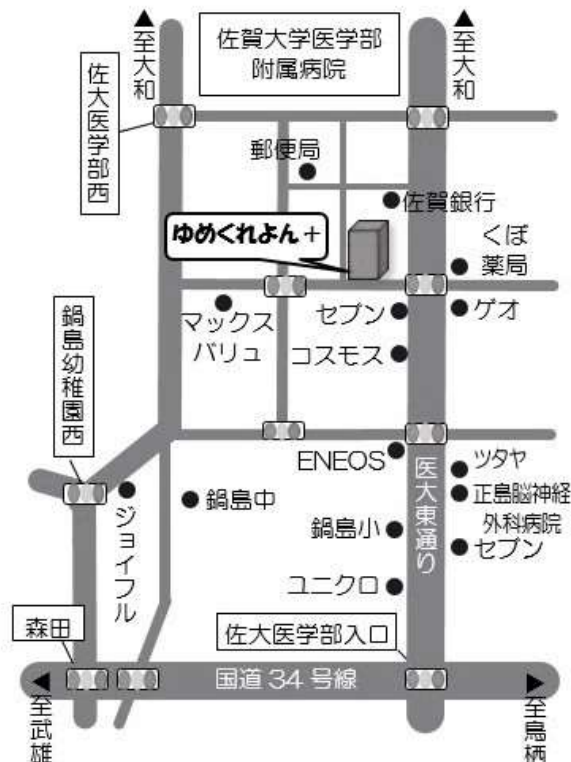 至大和
佐賀大学医学部
附属病院
至大和
佐大医学部西
郵便局
佐賀銀行
ゆめくれよん+
くぼ
薬局
マックス
バリュ
セブン
ゲオ
コスモス
鍋島幼稚園西
ENEOS
医大東通り
ツタヤ
正島脳神経
外科病院
セブン
鍋島中
ジョイフル
鍋島小
ユニクロ
森田
佐大医学部入口
国道34号線
至武雄
至鳥栖